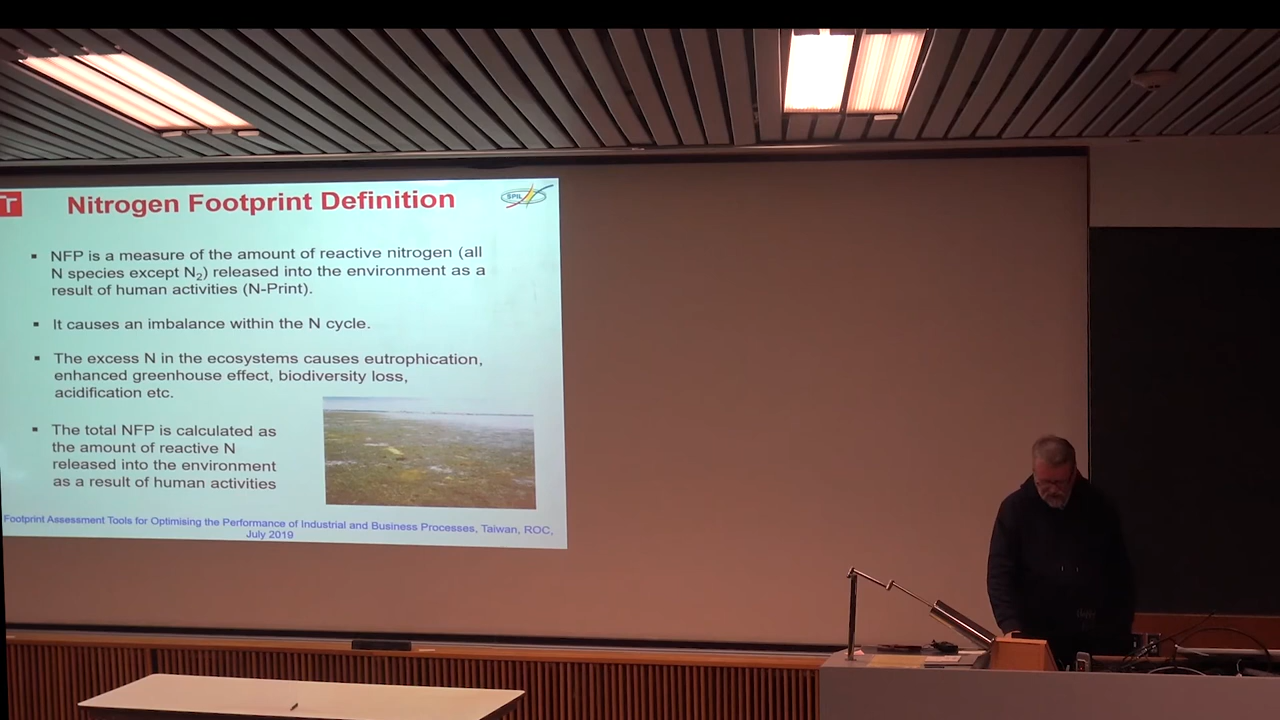 Nitrogen Footprint Definition
SPIL
▪ NFP is a measure of the amount of reactive nitrogen (all
N species except N₂) released into the environment as a
result of human activities (N-Print).
▪ It causes an imbalance within the N cycle.
▪ The excess N in the ecosystems causes eutrophication,
enhanced greenhouse effect, biodiversity loss,
acidification etc.
▪ The total NFP is calculated as
the amount of reactive N
released into the environment
as a result of human activities
Footprint Assessment Tools for Optimising the Performance of Industrial and Business Processes, Taiwan, ROC,
July 2019